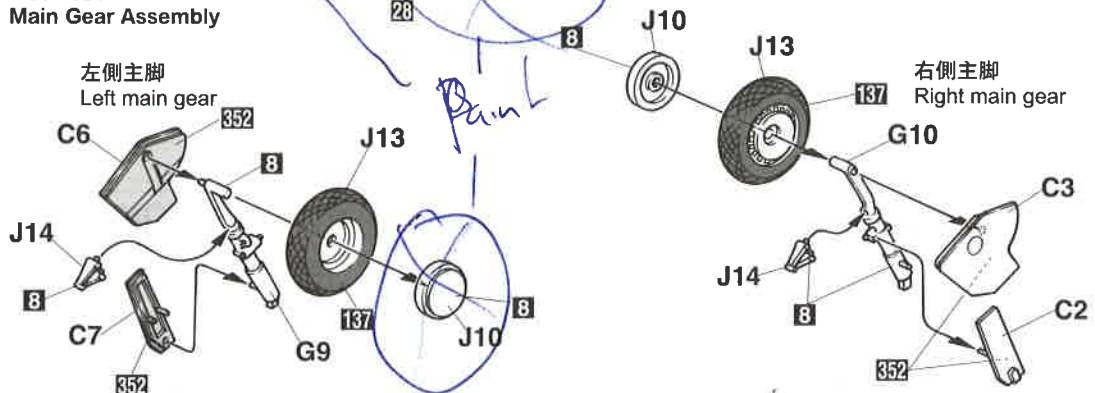 Main Gear Assembly
28
8
J10
J13
137
G10
右側主脚
Right main gear
C3
J14
8
C2
352
左側主脚
Left main gear
C6
352
8
J13
J14
8
C7
352
G9
137
J10
8
Paint